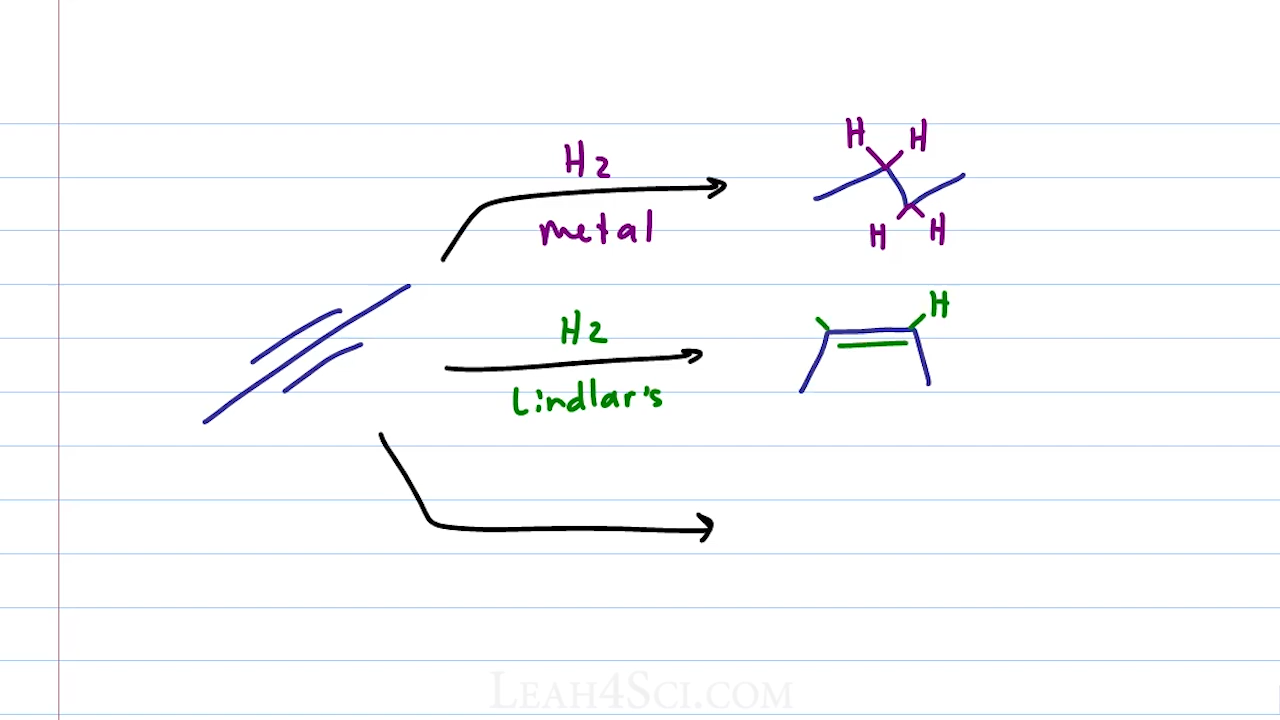 H2
metal
H H
H H
H2
Lindlar's
H
LEAH4SCI.COM